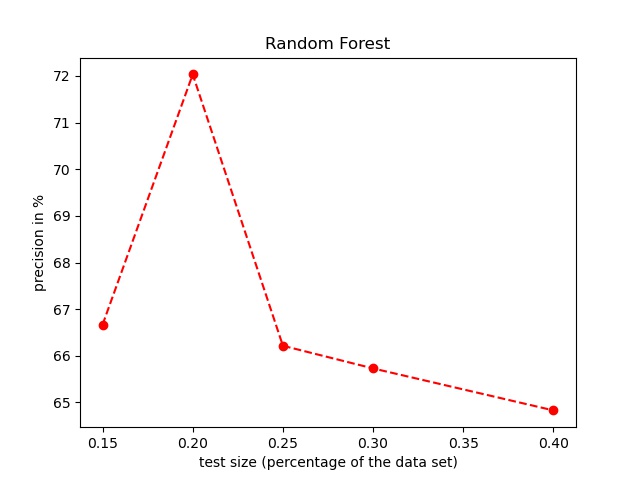 Random Forest
72
71
70
69
68
67
66
65
precision in %
0.15 0.20 0.25 0.30 0.35 0.40
test size (percentage of the data set)